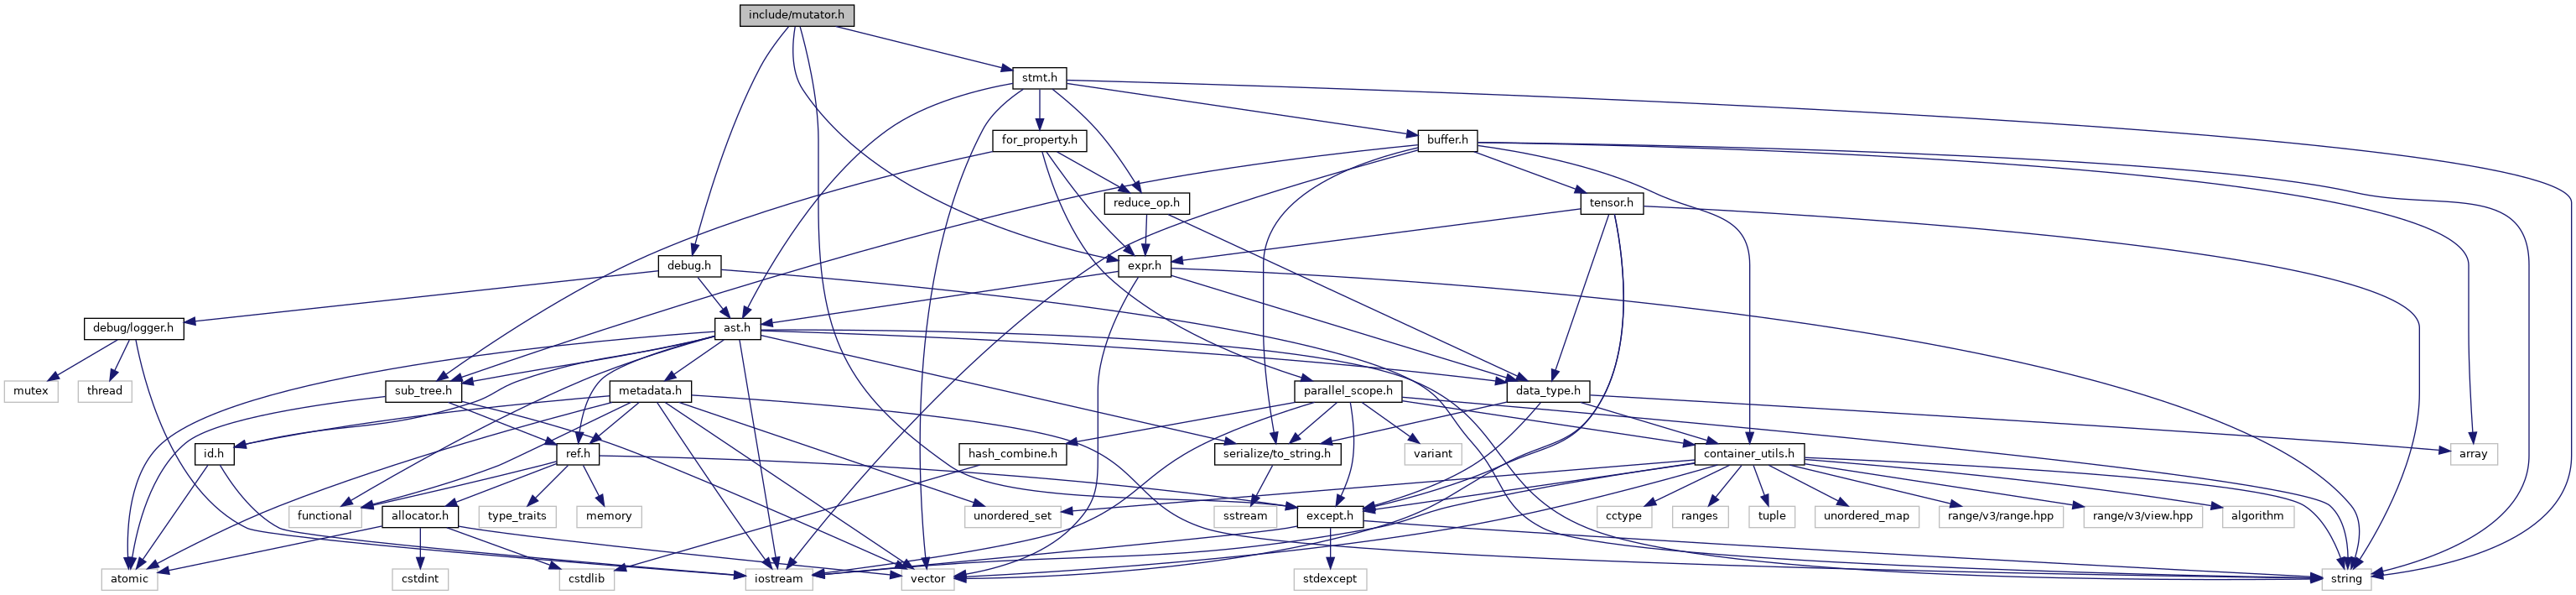 include/mutator.h
stmt.h
for_property.h
buffer.h
reduce_op.h
tensor.h
debug.h
expr.h
debug/logger.h
ast.h
mutex
thread
sub_tree.h
metadata.h
parallel_scope.h
data_type.h
id.h
ref.h
hash_combine.h
serialize/to_string.h
variant
container_utils.h
array
functional
allocator.h
type_traits
memory
unordered_set
sstream
except.h
cctype
ranges
tuple
unordered_map
range/v3/range.hpp
range/v3/view.hpp
algorithm
atomic
cstdint
cstdlib
iostream
vector
stdexcept
string